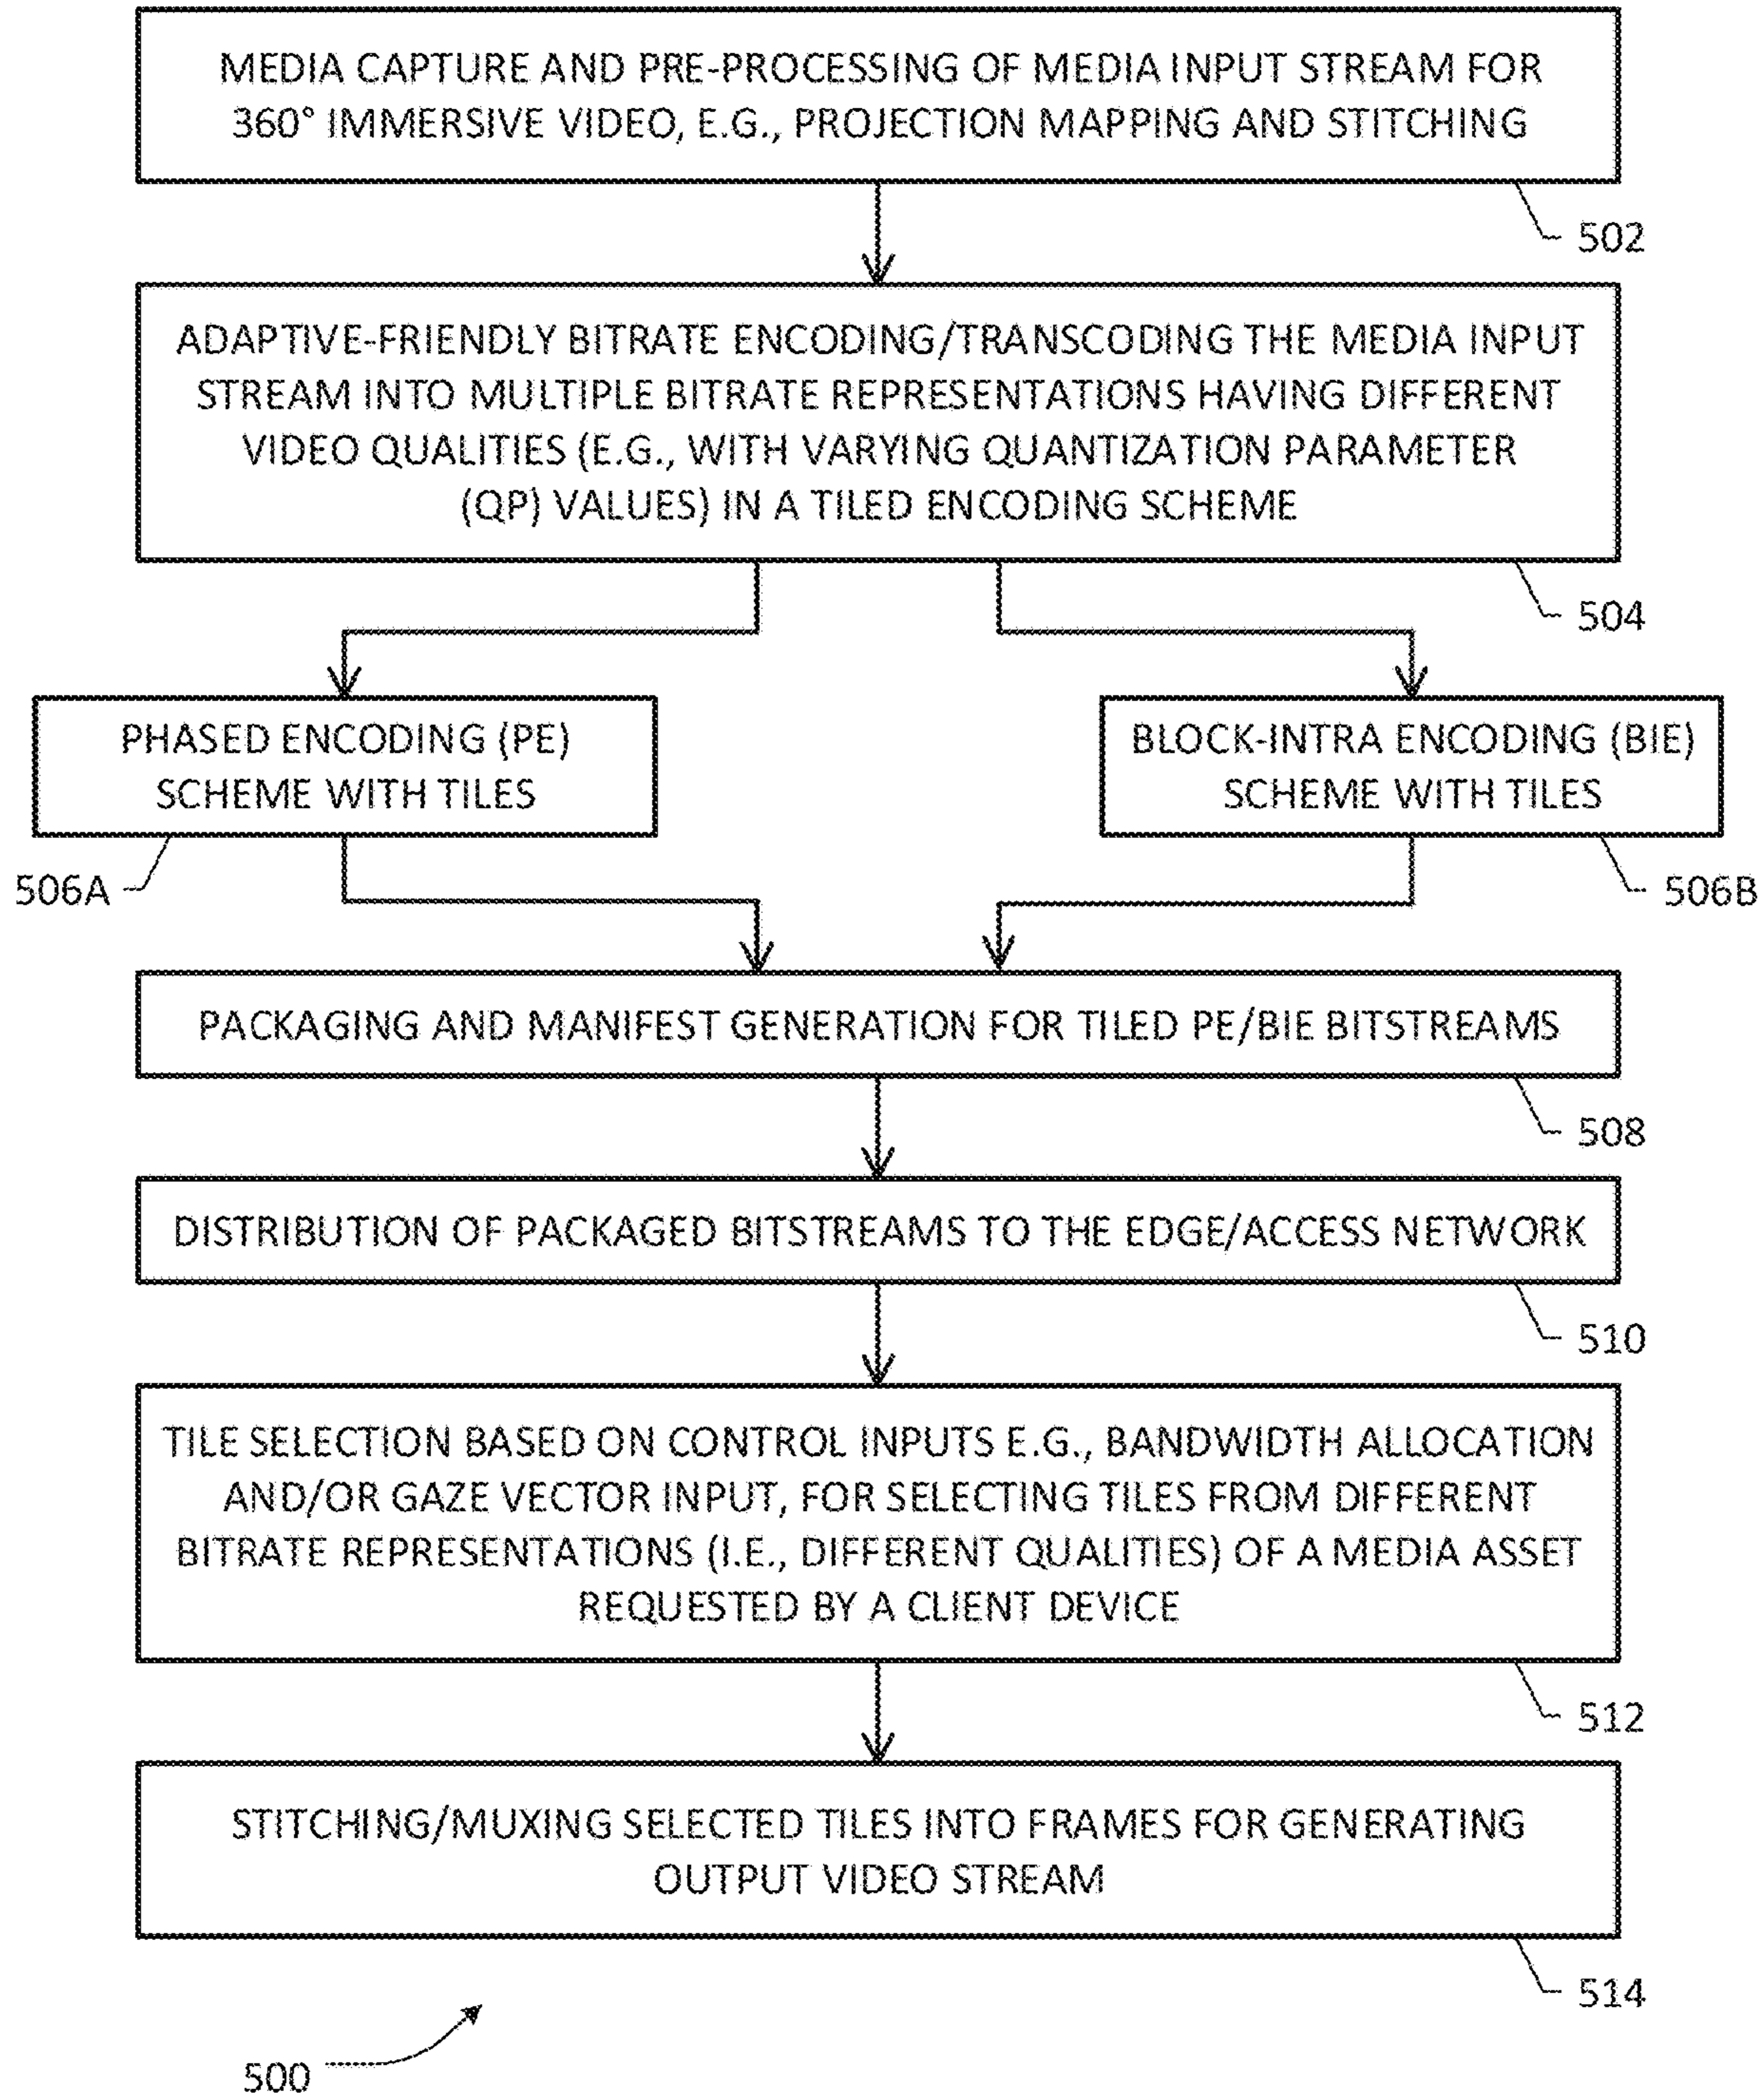 MEDIA CAPTURE AND PRE-PROCESSING OF MEDIA INPUT STREAM FOR
360° IMMERSIVE VIDEO, E.G., PROJECTION MAPPING AND STITCHING
502
ADAPTIVE-FRIENDLY BITRATE ENCODING/TRANSCODING THE MEDIA INPUT
STREAM INTO MULTIPLE BITRATE REPRESENTATIONS HAVING DIFFERENT
VIDEO QUALITIES (E.G., WITH VARYING QUANTIZATION PARAMETER
(QP) VALUES) IN A TILED ENCODING SCHEME
504
PHASED ENCODING (PE)
SCHEME WITH TILES
506A
BLOCK-INTRA ENCODING (BIE)
SCHEME WITH TILES
506B
PACKAGING AND MANIFEST GENERATION FOR TILED PE/BIE BITSTREAMS
508
DISTRIBUTION OF PACKAGED BITSTREAMS TO THE EDGE/ACCESS NETWORK
510
TILE SELECTION BASED ON CONTROL INPUTS E.G., BANDWIDTH ALLOCATION
AND/OR GAZE VECTOR INPUT, FOR SELECTING TILES FROM DIFFERENT
BITRATE REPRESENTATIONS (I.E., DIFFERENT QUALITIES) OF A MEDIA ASSET
REQUESTED BY A CLIENT DEVICE
512
STITCHING/MUXING SELECTED TILES INTO FRAMES FOR GENERATING
OUTPUT VIDEO STREAM
514
500